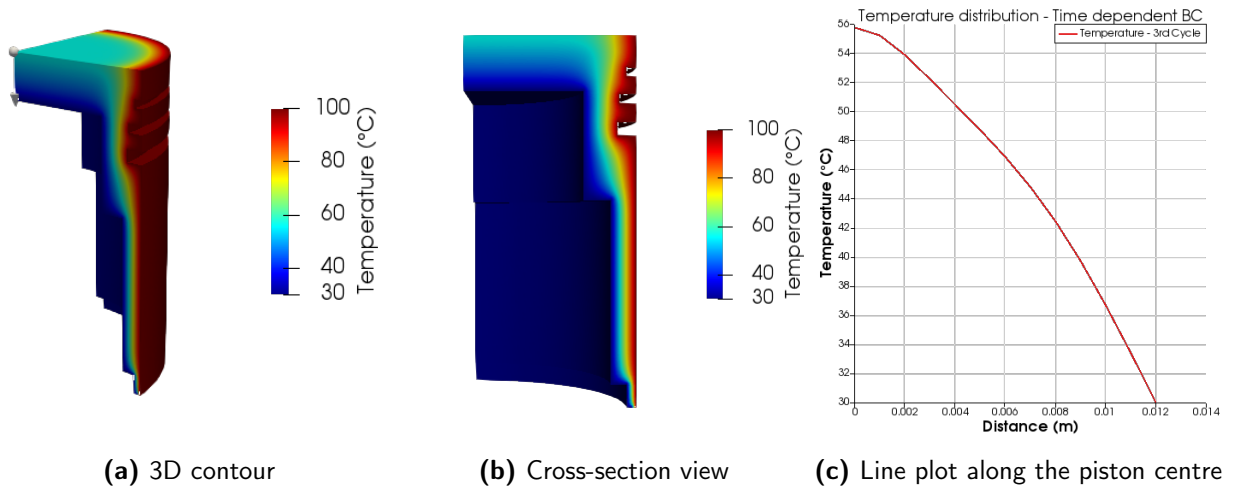 100
80
60
40
30
Temperature (°C)
(a) 3D contour
100
80
60
40
30
Temperature (°C)
(b) Cross-section view
Temperature distribution - Time dependent BC
Temperature - 3rd Cycle
56
54
52
50
48
46
44
42
40
38
36
34
32
30
Temperature (°C)
0 0.002 0.004 0.006 0.008 0.01 0.012 0.014
Distance (m)
(c) Line plot along the piston centre